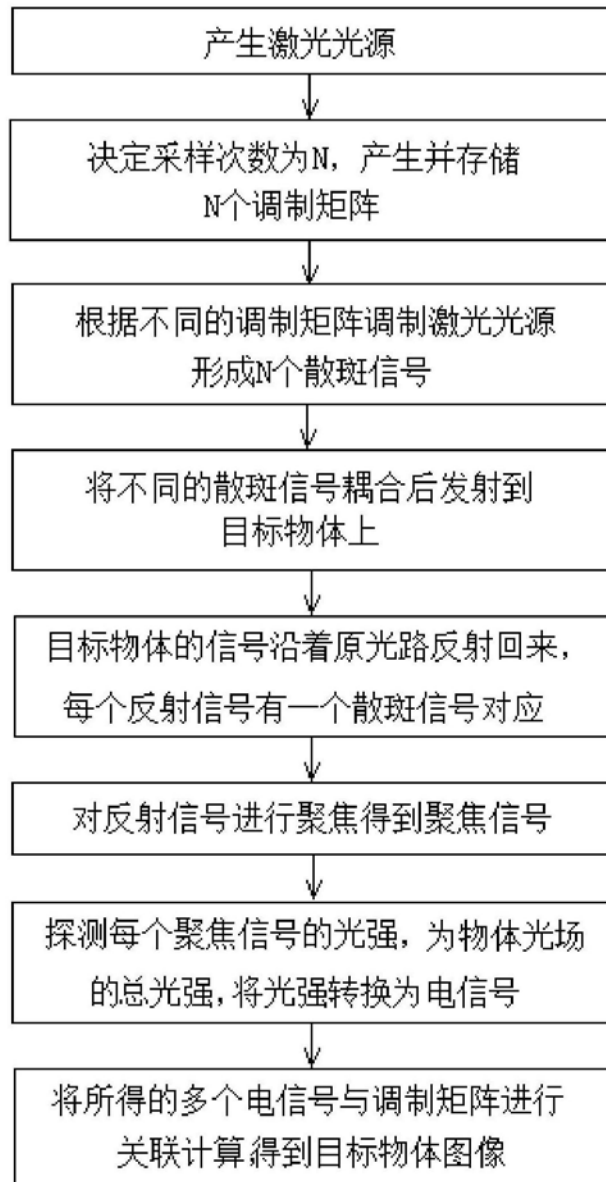 产生激光光源
决定采样次数为N，产生并存储
N个调制矩阵
根据不同的调制矩阵调制激光光源
形成N个散斑信号
将不同的散斑信号耦合后发射到
目标物体上
目标物体的信号沿着原光路反射回来，
每个反射信号有一个散斑信号对应
对反射信号进行聚焦得到聚焦信号
探测每个聚焦信号的光强，为物体光场
的总光强，将光强转换为电信号
将所得的多个电信号与调制矩阵进行
关联计算，得到目标物体图像